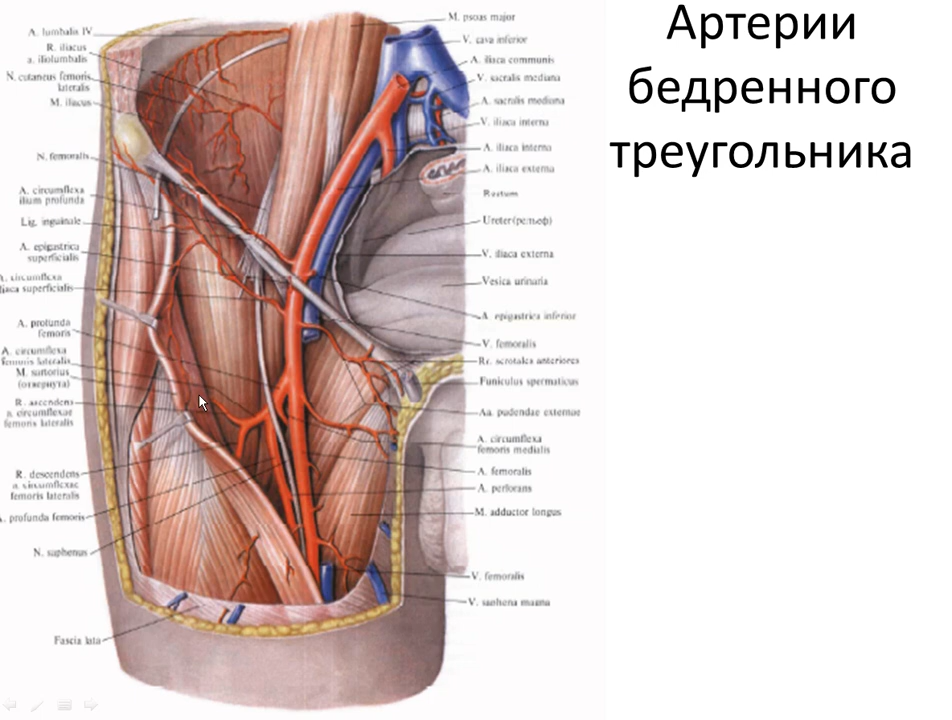 Артерии
бедренного
треугольника
A. lumbalis IV
R. iliacus
a. iliolumbalis
N. cutaneus femoris
lateralis
M. iliacus
N. femoralis
A. circumflexa
ilium profunda
Lig. inguinale
A. epigastrica
superficialis
A. circumflexa
iliaca superficialis
A. profunda
femoris
A. circumflexa
femoris lateralis
M. sartorius
(отвернута)
R. ascendens
a. circumflexae
femoris lateralis
R. descendens
a. circumflexae
femoris lateralis
A. profunda femoris
N. saphenus
Fascia lata
M. psoas major
V. cava inferior
A. iliaca communis
V. sacralis mediana
A. sacralis mediana
V. iliaca interna
A. iliaca interna
A. iliaca externa
Rectum
Ureter(рельеф)
V. iliaca externa
Vesica urinaria
A. epigastrica inferior
V. femoralis
Rr. scrotales anteriores
Funiculus spermaticus
Aa. pudendae externae
A. circumflexa
femoris medialis
A. femoralis
A. perforans
M. adductor longus
V. femoralis
V. saphena magna